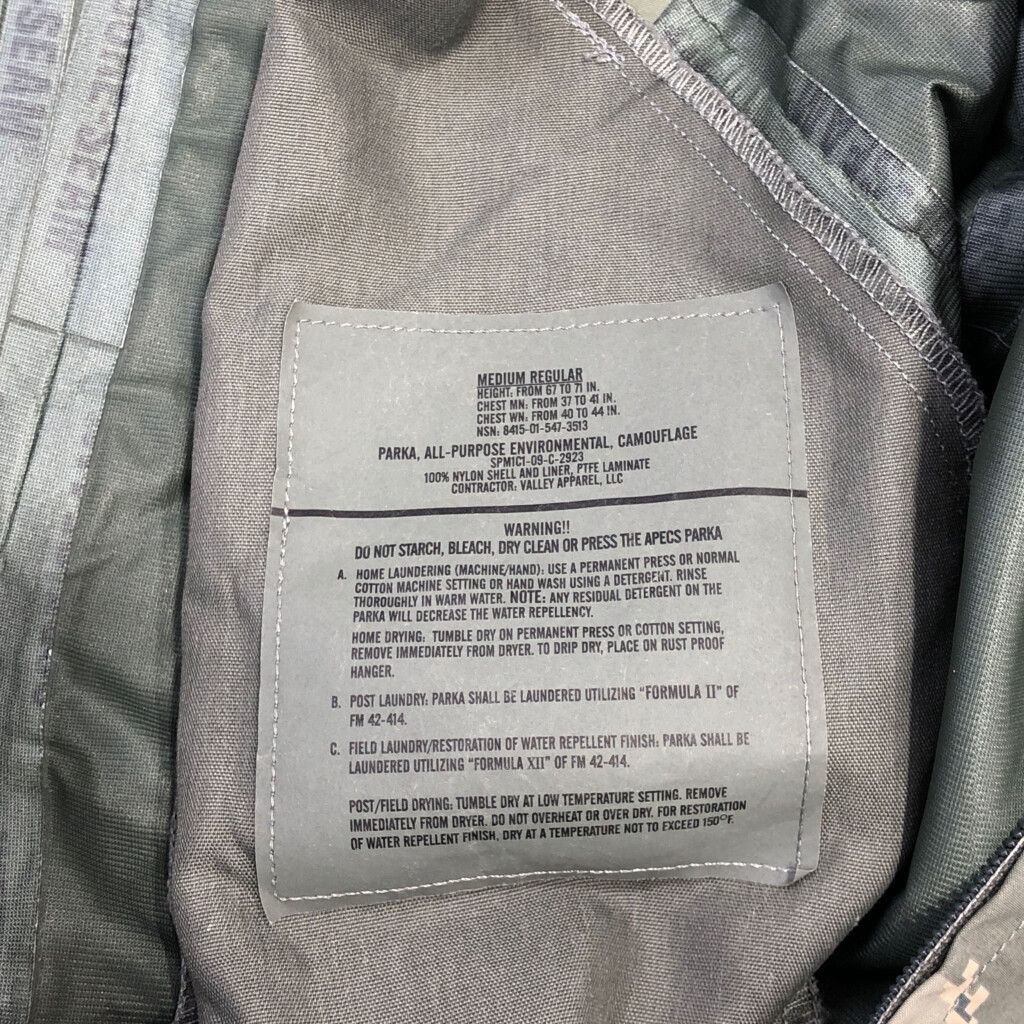 MEDIUM REGULAR
HEIGHT: FROM 67 TO 71 IN.
CHEST MN: FROM 37 TO 41 IN.
CHEST WN. FROM 40 TO 44 IN.
NSN: 8415-01-547-3513
PARKA, ALL-PURPOSE ENVIRONMENTAL, CAMOUFLAGE
SPM1C1-09-C-2923
100% NYLON SHELL AND LINER, PTFE LAMINATE
CONTRACTOR: VALLEY APPAREL, LLC
WARNING!!
DO NOT STARCH, BLEACH, DRY CLEAN OR PRESS THE APECS PARKA
A. HOME LAUNDERING (MACHINE/HAND): USE A PERMANENT PRESS OR NORMAL
COTTON MACHINE SETTING OR HAND WASH USING A DETERGENT. RINSE
THOROUGHLY IN WARM WATER. NOTE: ANY RESIDUAL DETERGENT ON THE
PARKA WILL DECREASE THE WATER REPELLENCY.
HOME DRYING: TUMBLE DRY ON PERMANENT PRESS OR COTTON SETTING,
REMOVE IMMEDIATELY FROM DRYER. TO DRIP DRY, PLACE ON RUST PROOF
HANGER.
B. POST LAUNDRY: PARKA SHALL BE LAUNDERED UTILIZING "FORMULA II" OF
FM 42-414.
C. FIELD LAUNDRY/RESTORATION OF WATER REPELLENT FINISH: PARKA SHALL BE
LAUNDERED UTILIZING "FORMULA XII" OF FM 42-414.
POST/FIELD DRYING: TUMBLE DRY AT LOW TEMPERATURE SETTING. REMOVE
IMMEDIATELY FROM DRYER. DO NOT OVERHEAT OR OVER DRY. FOR RESTORATION
OF WATER REPELLENT FINISH, DRY AT A TEMPERATURE NOT TO EXCEED 150°F.